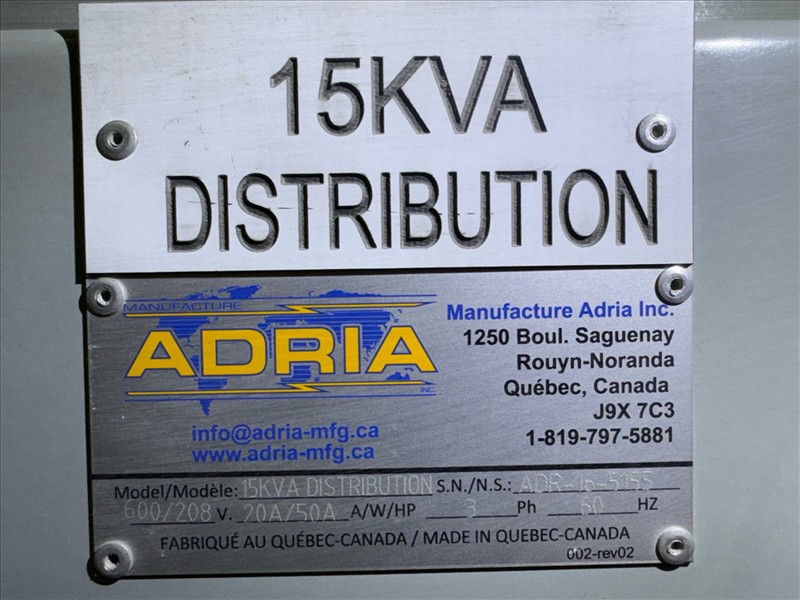 15KVA
DISTRIBUTION
MANUFACTURE
ADRIA
INC.
Manufacture Adria Inc.
1250 Boul. Saguenay
Rouyn-Noranda
Québec, Canada
J9X 7C3
1-819-797-5881
info@adria-mfg.ca
www.adria-mfg.ca
Model/Modèle: 15KVA DISTRIBUTION S.N./N.S.:
600/208 V. 20A/50A A/W/HP 3 Ph 60 HZ
FABRIQUÉ AU QUÉBEC-CANADA / MADE IN QUEBEC-CANADA
002-rev02